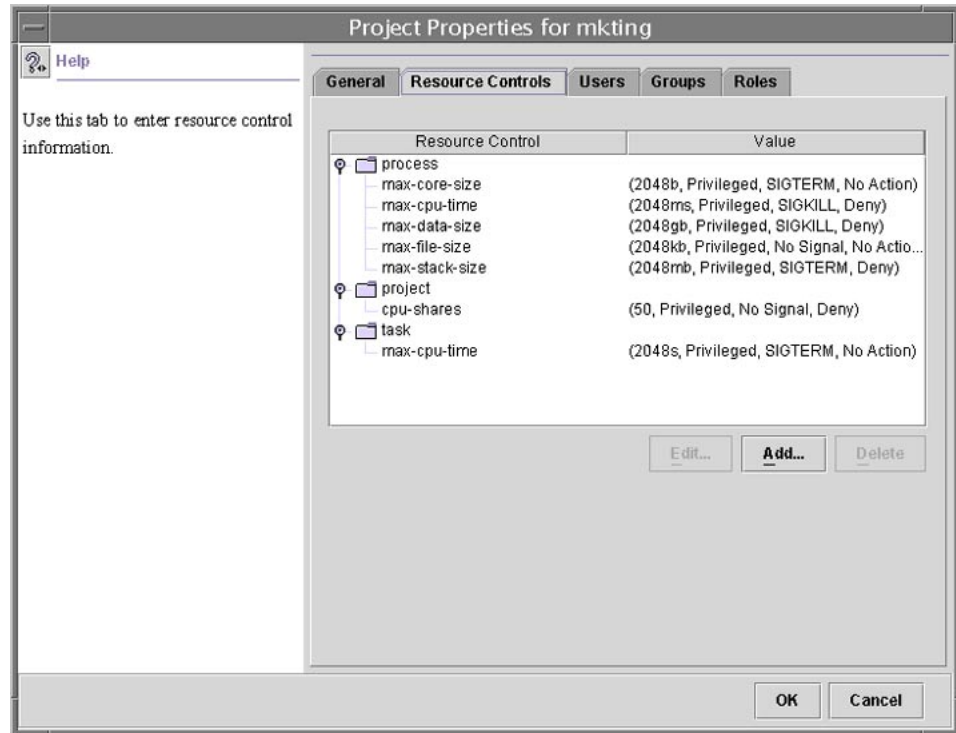 Project Properties for mkting
Help
General Resource Controls Users Groups Roles
Use this tab to enter resource control
information.
Resource Control Value
process
max-core-size (2048b, Privileged, SIGTERM, No Action)
max-cpu-time (2048ms, Privileged, SIGKILL, Deny)
max-data-size (2048gb, Privileged, SIGKILL, Deny)
max-file-size (2048kb, Privileged, No Signal, No Actio...
max-stack-size (2048mb, Privileged, SIGTERM, Deny)
project
cpu-shares (50, Privileged, No Signal, Deny)
task
max-cpu-time (2048s, Privileged, SIGTERM, No Action)
Edit... Add... Delete
OK Cancel